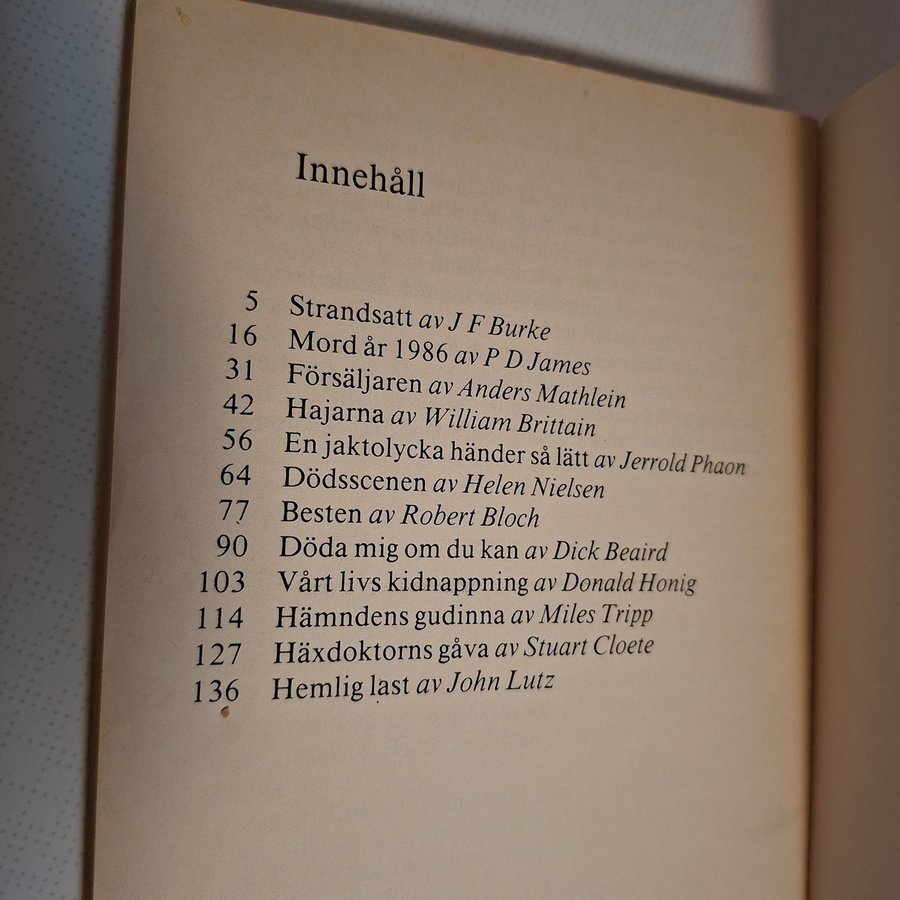 Innehåll
5 Strandsatt av J F Burke
16 Mord år 1986 av P D James
31 Försäljaren av Anders Mathlein
42 Hajarna av William Brittain
56 En jaktolycka händer så lätt av Jerrold Phaon
64 Dödsscenen av Helen Nielsen
77 Besten av Robert Bloch
90 Döda mig om du kan av Dick Beaird
103 Vårt livs kidnappning av Donald Honig
114 Hämndens gudinna av Miles Tripp
127 Häxdoktorns gåva av Stuart Cloete
136 Hemlig last av John Lutz